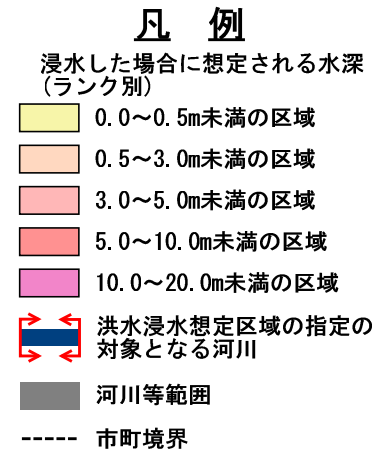 凡　例
浸水した場合に想定される水深
(ランク別)
0.0～0.5m未満の区域
0.5～3.0m未満の区域
3.0～5.0m未満の区域
5.0～10.0m未満の区域
10.0～20.0m未満の区域
洪水浸水想定区域の指定の
対象となる河川
河川等範囲
市町境界